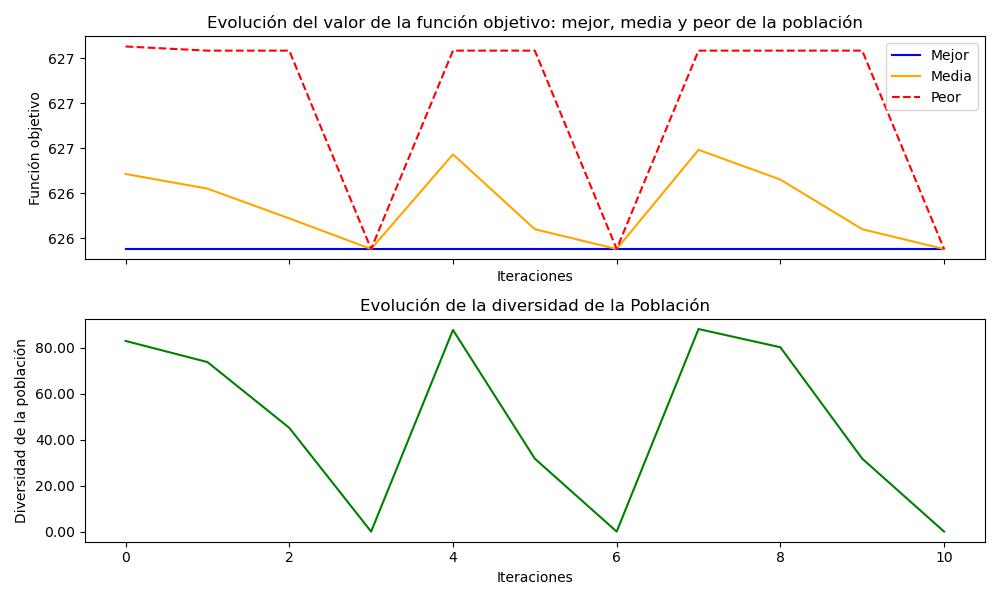 Evolución del valor de la función objetivo: mejor, media y peor de la población
Función objetivo
627
627
627
626
626
Mejor
Media
Peor
Iteraciones
Evolución de la diversidad de la Población
Diversidad de la población
80.00
60.00
40.00
20.00
0.00
0 2 4 6 8 10
Iteraciones